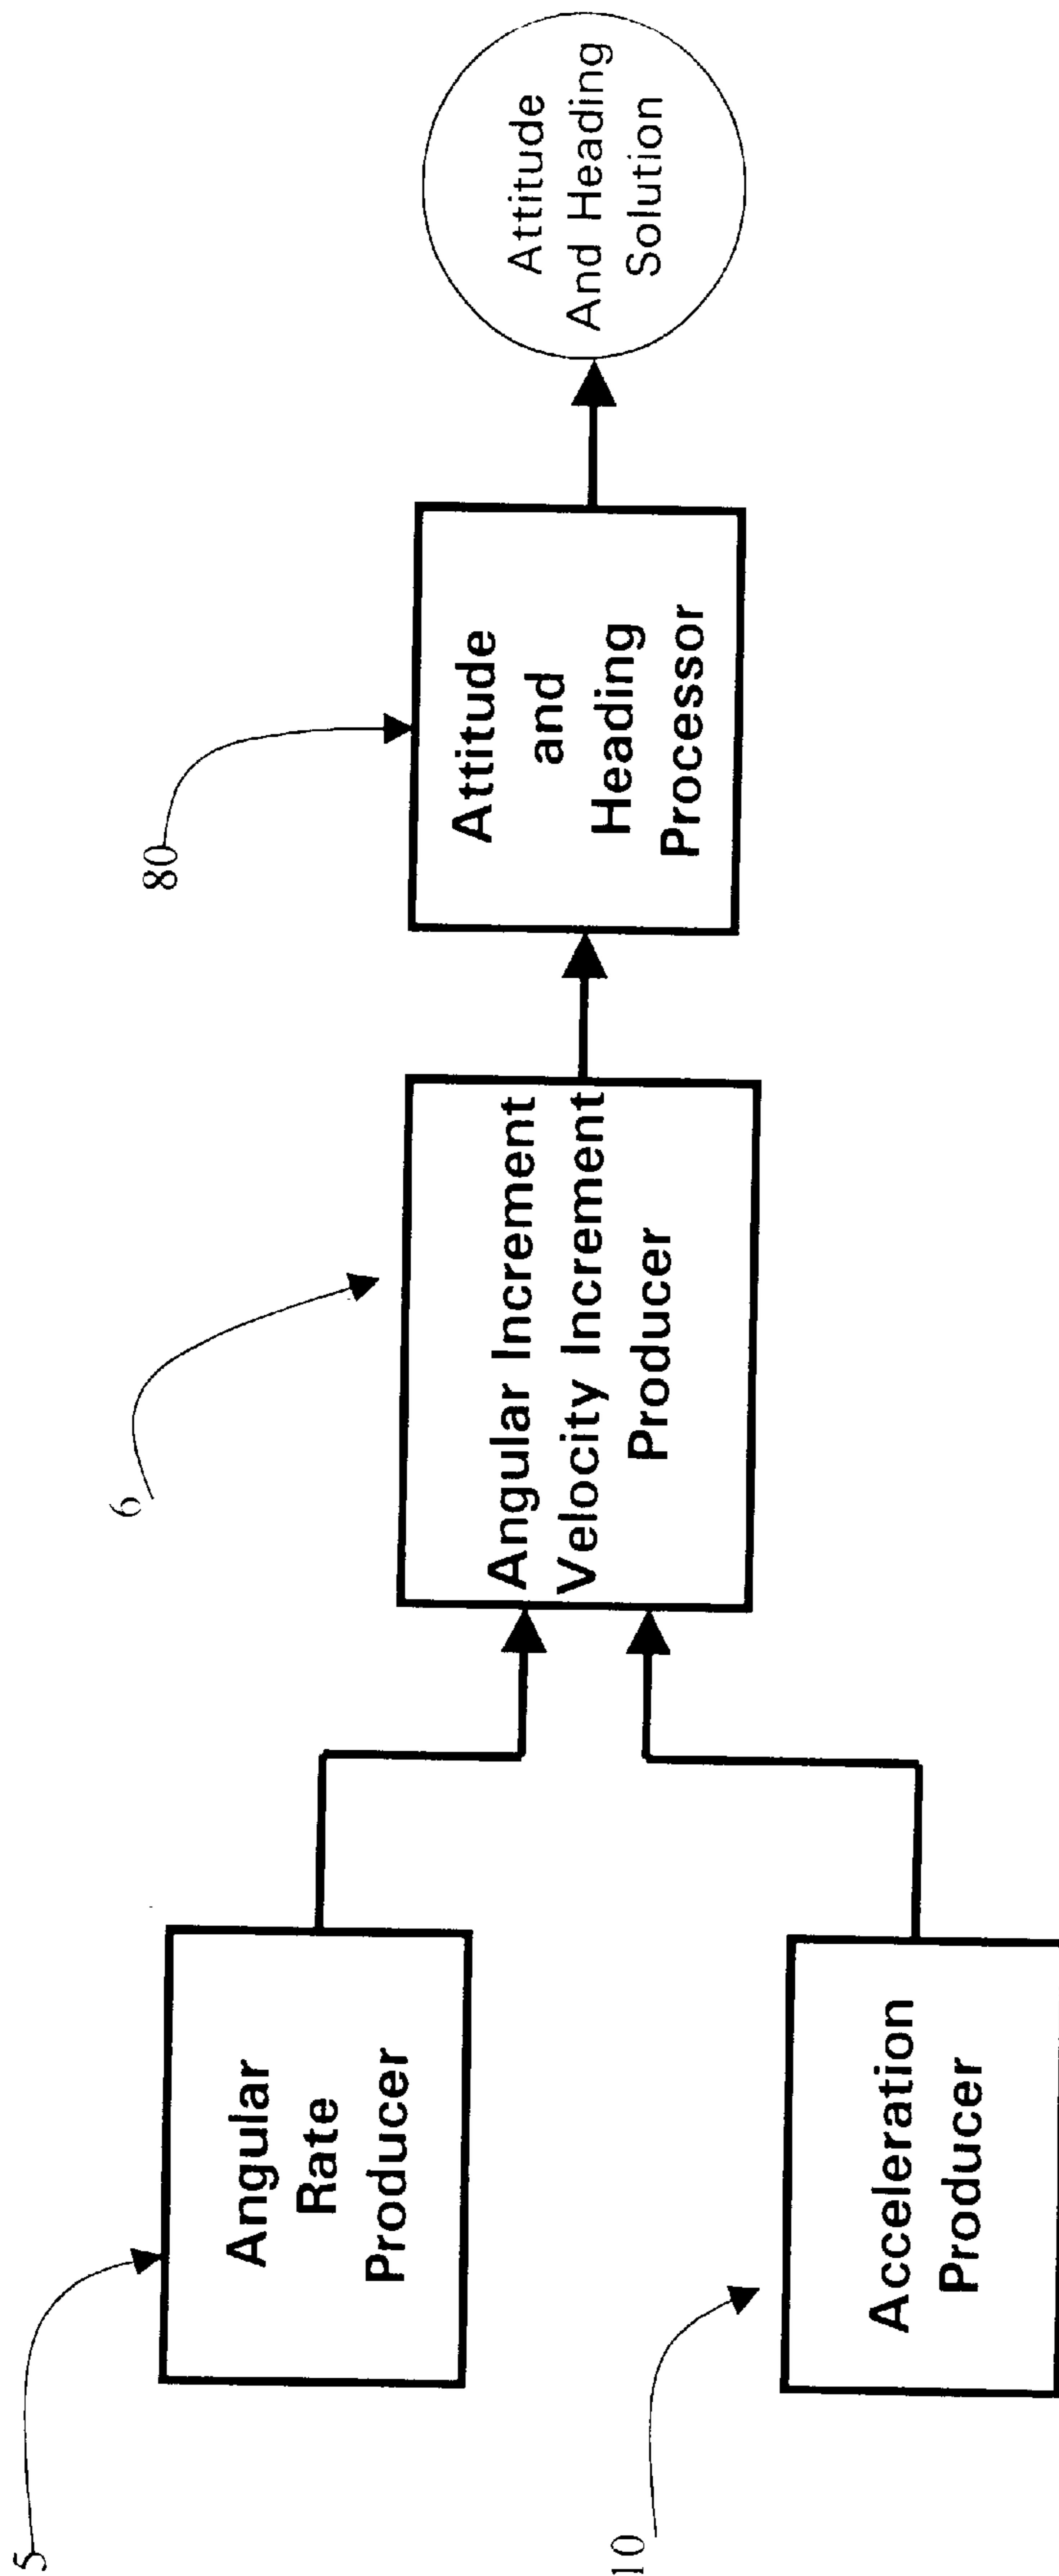 5
Angular
Rate
Producer
10
Acceleration
Producer
6
Angular Increment
Velocity Increment
Producer
80
Attitude
and
Heading
Processor
Attitude
And Heading
Solution